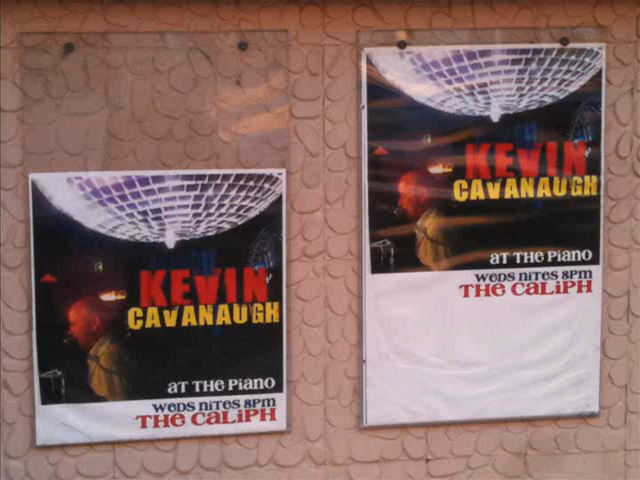 KEVIN
CAVANAUGH
AT THE PIANO
WEDS NITES 8PM
THE CALIPH
KEVIN
CAVANAUGH
AT THE PIANO
WEDS NITES 8PM
THE CALIPH